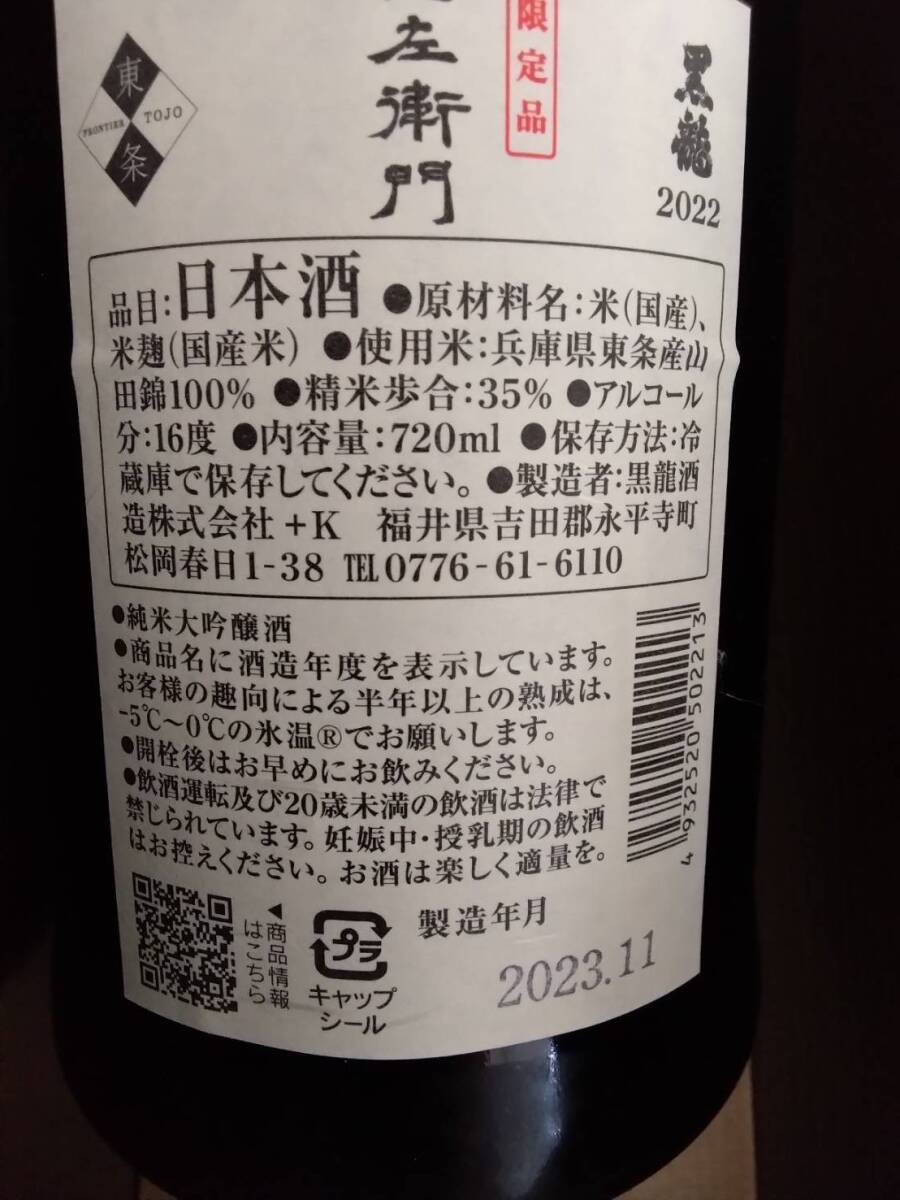 左衛門
限定品
黒龍
2022
東条
FRONTIER TOJO
品目:日本酒 ●原材料名:米(国産)、
米麹(国産米) ●使用米:兵庫県東条産山
田錦100% ●精米歩合:35% ●アルコール
分:16度 ●内容量:720ml ●保存方法:冷
蔵庫で保存してください。●製造者:黒龍酒
造株式会社 +K 福井県吉田郡永平寺町
松岡春日1-38 TEL0776-61-6110
●純米大吟醸酒
●商品名に酒造年度を表示しています。
お客様の趣向による半年以上の熟成は、
-5℃〜0℃の氷温®でお願いします。
●開栓後はお早めにお飲みください。
●飲酒運転及び20歳未満の飲酒は法律で
禁じられています。妊娠中・授乳期の飲酒
はお控えください。お酒は楽しく適量を。
4 932520 502213
◀商品情報
はこちら
プラ
キャップ
シール
製造年月
2023.11